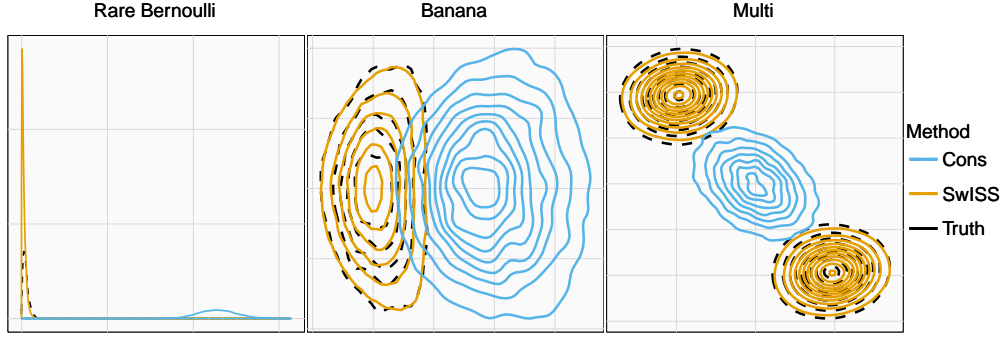 Rare Bernoulli
Banana
Multi
Method
Cons
SwISS
Truth